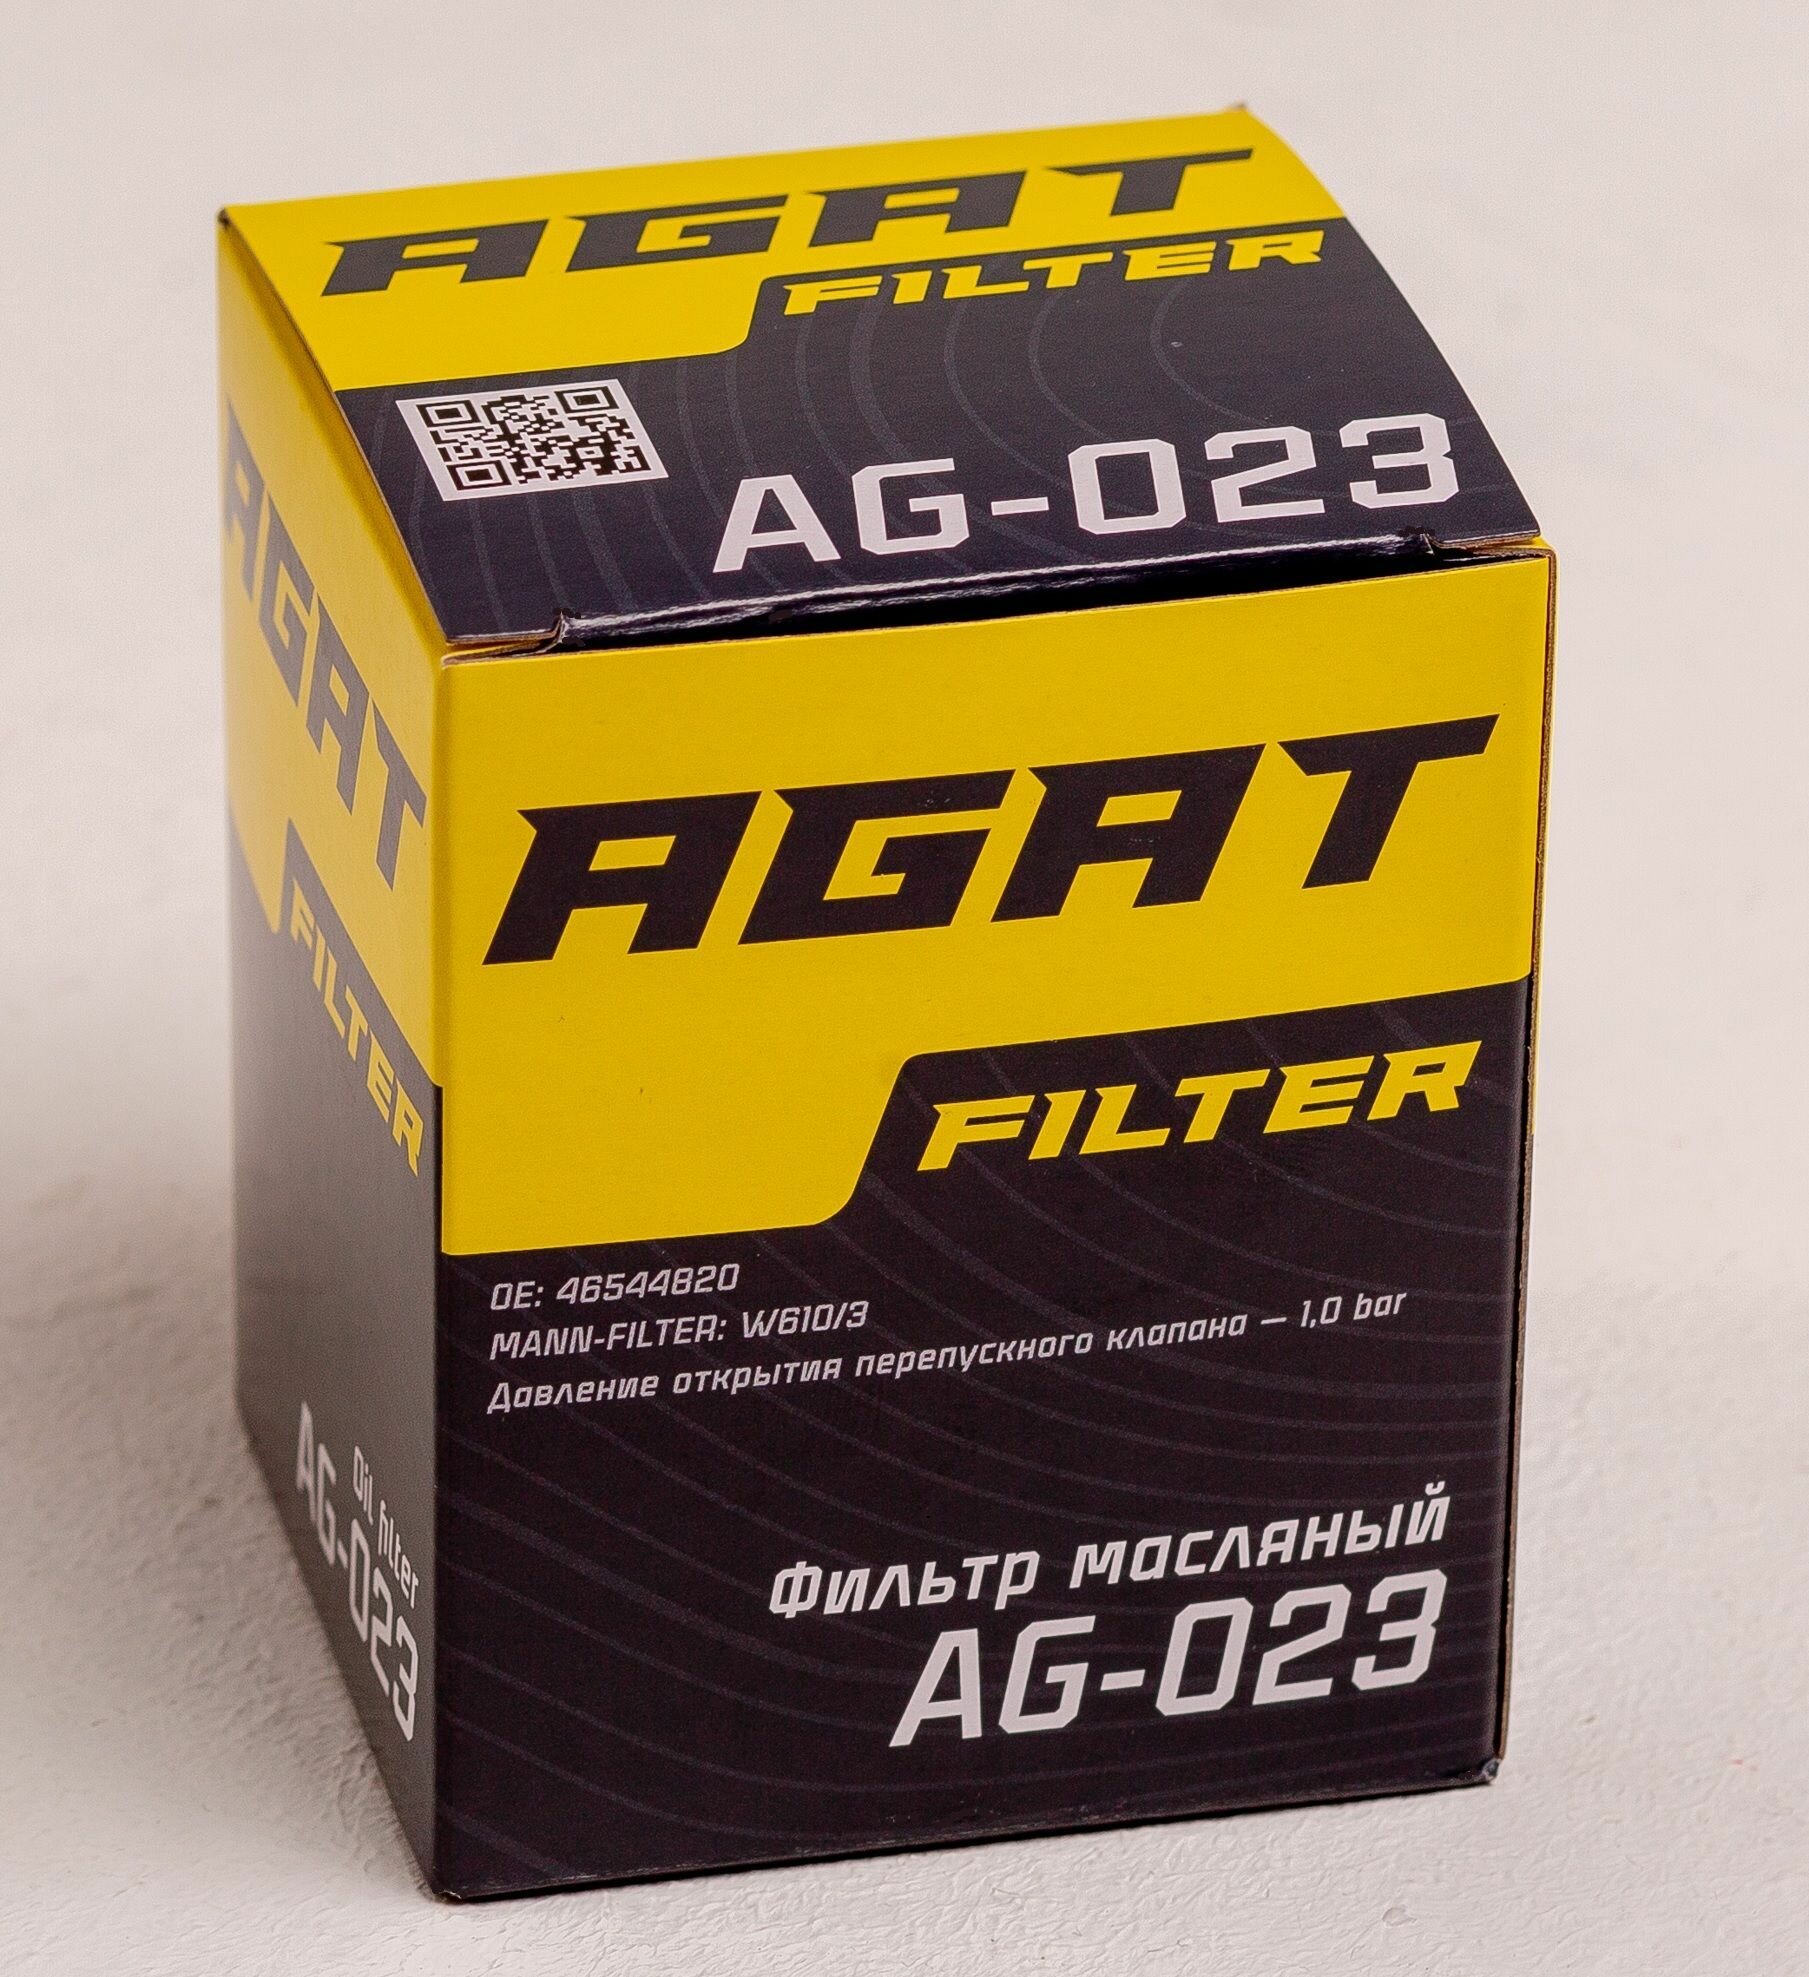 AGAT
FILTER
AG-023
AGAT
FILTER
Oil filter
AG-023
AGAT
FILTER
OE: 46544820
MANN-FILTER: W610/3
Давление открытия перепускного клапана — 1,0 bar
Фильтр масляный
AG-023